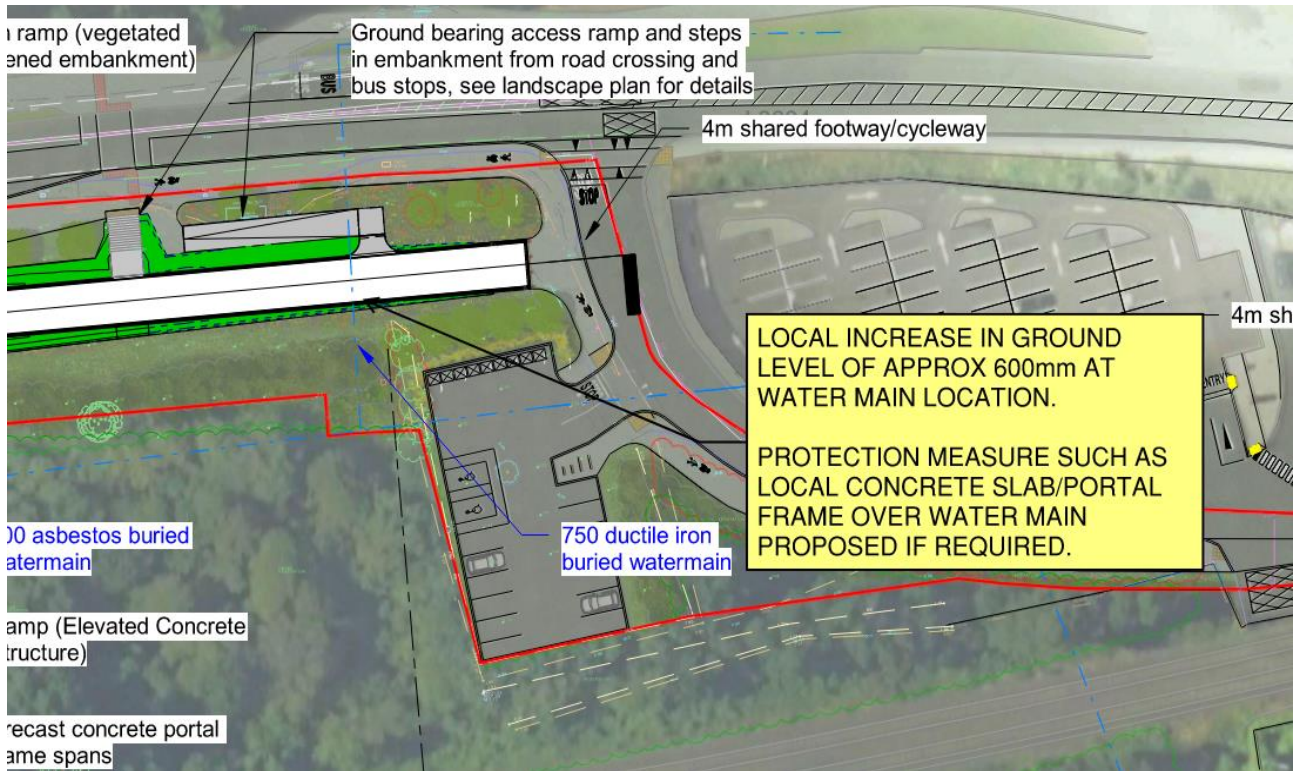 n ramp (vegetated
ened embankment)
Ground bearing access ramp and steps
in embankment from road crossing and
bus stops, see landscape plan for details
BUS
4m shared footway/cycleway
STOP
4m sh
LOCAL INCREASE IN GROUND
LEVEL OF APPROX 600mm AT
WATER MAIN LOCATION.
PROTECTION MEASURE SUCH AS
LOCAL CONCRETE SLAB/PORTAL
FRAME OVER WATER MAIN
PROPOSED IF REQUIRED.
ENTRY
STOP
00 asbestos buried
atermain
750 ductile iron
buried watermain
amp (Elevated Concrete
tructure)
recast concrete portal
ame spans